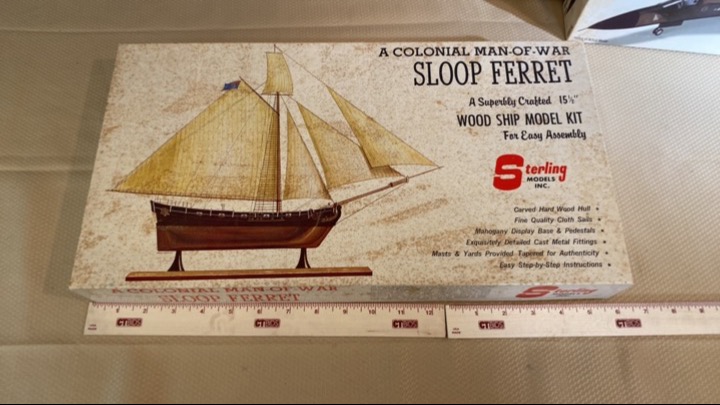 A COLONIAL MAN-OF-WAR
SLOOP FERRET
A Superbly Crafted 15½"
WOOD SHIP MODEL KIT
For Easy Assembly
Sterling
MODELS
INC.
Carved Hard Wood Hull •
Fine Quality Cloth Sails •
Mahogany Display Base & Pedestals •
Exquisitely Detailed Cast Metal Fittings •
Masts & Yards Provided Tapered for Authenticity •
Easy Step-by-Step Instructions •
A COLONIAL MAN-OF-WAR
SLOOP FERRET
Sterling